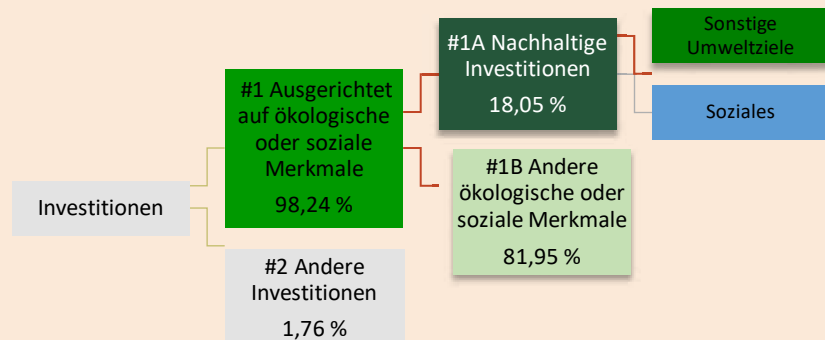 Investitionen
#1 Ausgerichtet
auf ökologische
oder soziale
Merkmale
98,24 %
#2 Andere
Investitionen
1,76 %
#1A Nachhaltige
Investitionen
18,05 %
#1B Andere
ökologische oder
soziale Merkmale
81,95 %
Sonstige
Umweltziele
Soziales